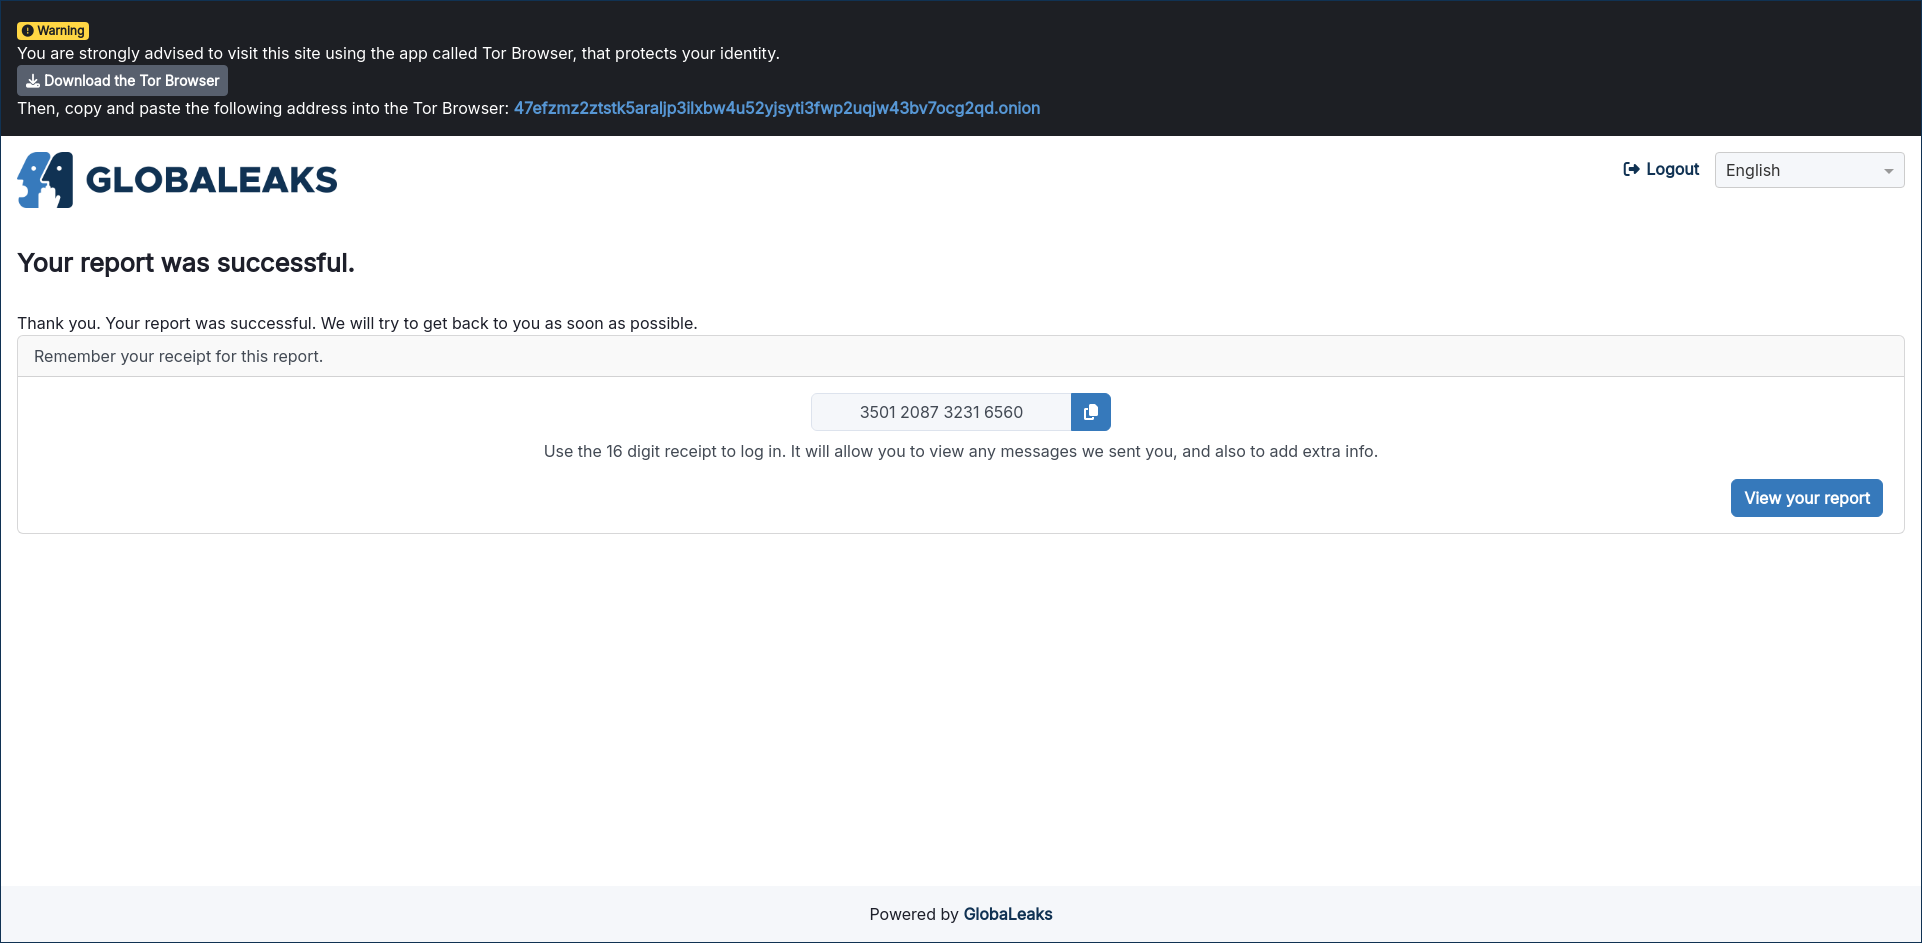 Warning
You are strongly advised to visit this site using the app called Tor Browser, that protects your identity.
Download the Tor Browser
Then, copy and paste the following address into the Tor Browser: 47efzmz2ztstk5araljp3ilxbw4u52yjsyti3fwp2uqjw43bv7ocg2qd.onion
GLOBALEAKS
Logout
English
Your report was successful.
Thank you. Your report was successful. We will try to get back to you as soon as possible.
Remember your receipt for this report.
3501 2087 3231 6560
Use the 16 digit receipt to log in. It will allow you to view any messages we sent you, and also to add extra info.
View your report
Powered by GlobaLeaks